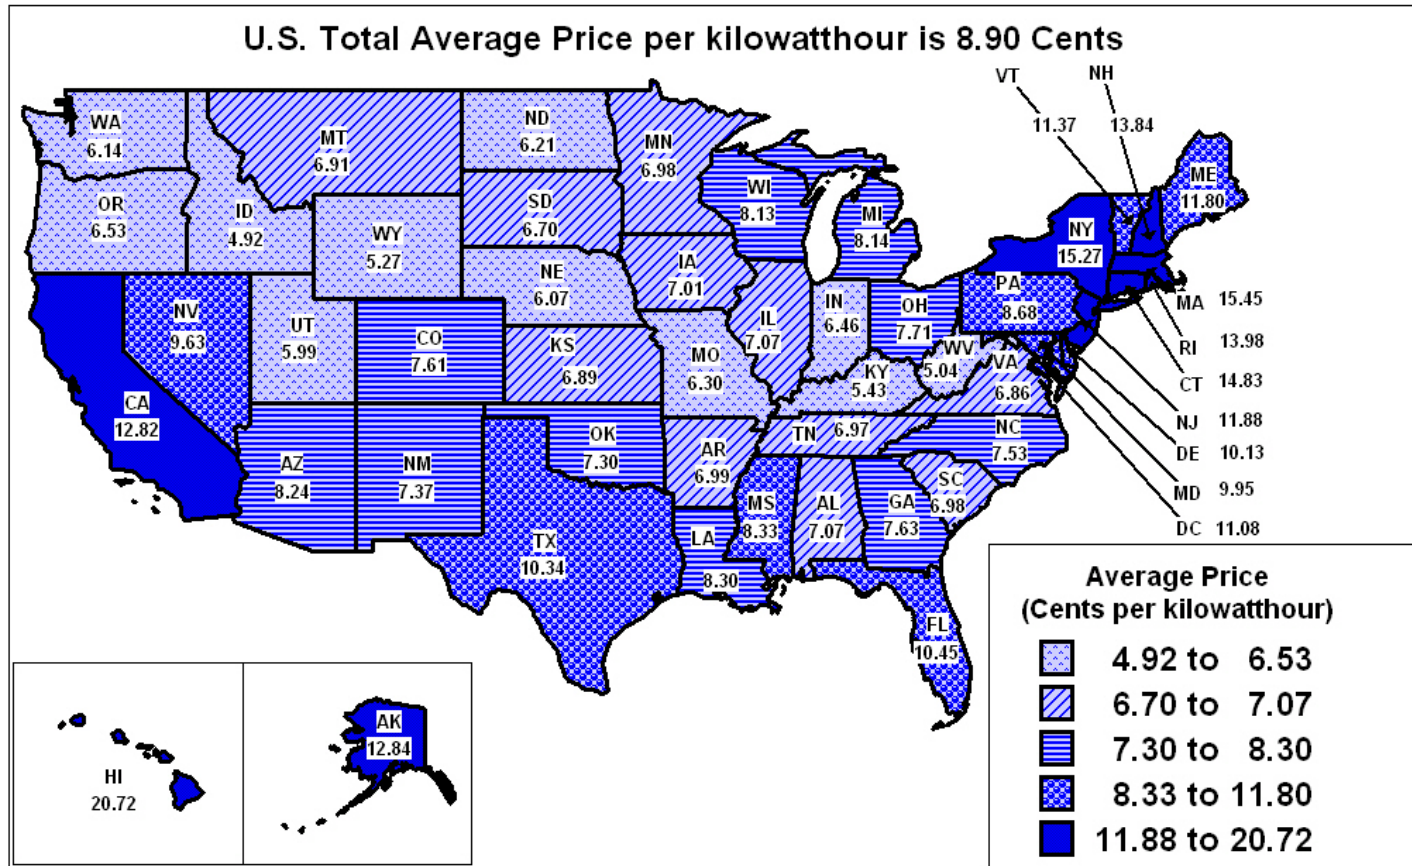 U.S. Total Average Price per kilowatthour is 8.90 Cents
VT
NH
11.37
13.84
WA
6.14
MT
6.91
ND
6.21
MN
6.98
ME
11.80
OR
6.53
ID
4.92
WY
5.27
SD
6.70
WI
8.13
MI
8.14
NY
15.27
NE
6.07
IA
7.01
NV
9.63
UT
5.99
CO
7.61
KS
6.89
MO
6.30
IL
7.07
IN
6.46
OH
7.71
PA
8.68
WV
5.04
VA
6.86
KY
5.43
MA 15.45
RI 13.98
CT 14.83
NJ 11.88
DE 10.13
MD 9.95
DC 11.08
CA
12.82
AZ
8.24
NM
7.37
OK
7.30
AR
6.99
TN 6.97
NC
7.53
SC
6.98
MS
8.33
AL
7.07
GA
7.63
TX
10.34
LA
8.30
FL
10.45
HI
20.72
AK
12.84
Average Price
(Cents per kilowatthour)
4.92 to 6.53
6.70 to 7.07
7.30 to 8.30
8.33 to 11.80
11.88 to 20.72